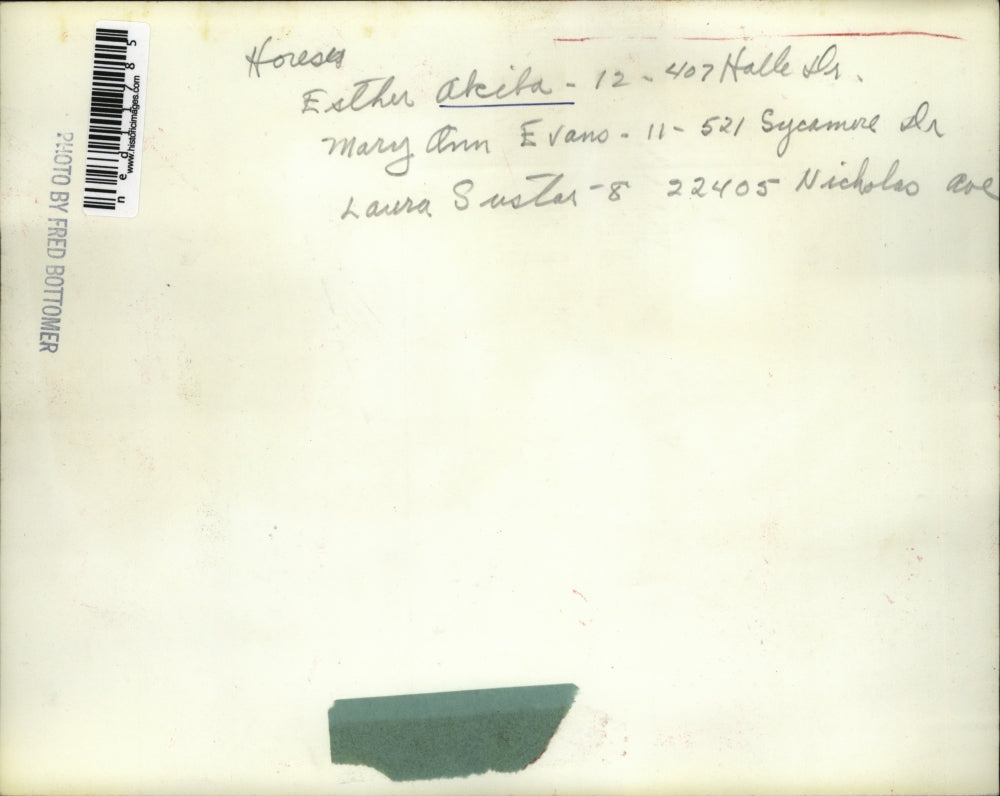 Horses
Esther Akiba - 12 - 407 Halle Dr.
Mary Ann Evans - 11 - 521 Sycamore Dr
Laura Sustar - 8 22405 Nicholas Ave
PHOTO BY FRED BOTTOMER
www.historicimages.com